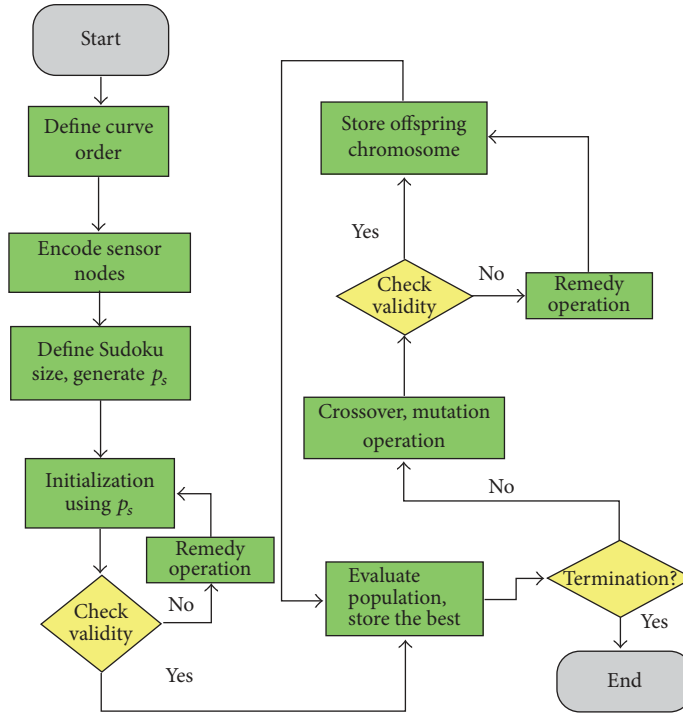 Start
Define curve
order
Encode sensor
nodes
Define Sudoku
size, generate pₛ
Initialization
using pₛ
Remedy
operation
No
Check
validity
Yes
Store offspring
chromosome
Yes
Check
validity
No
Remedy
operation
Crossover, mutation
operation
No
Evaluate
population,
store the best
Termination?
Yes
End